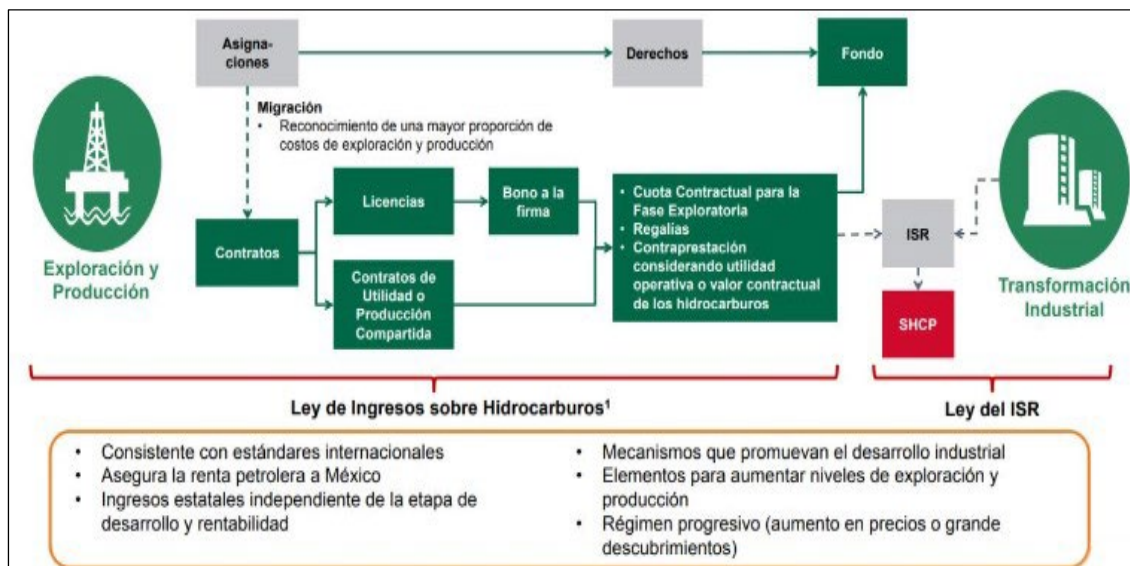 Asigna-
ciones
Derechos
Fondo
Migración
• Reconocimiento de una mayor proporción de
costos de exploración y producción
Exploración y
Producción
Contratos
Licencias
Bono a la
firma
Contratos de
Utilidad o
Producción
Compartida
• Cuota Contractual para la
Fase Exploratoria
• Regalías
• Contraprestación
considerando utilidad
operativa o valor contractual
de los hidrocarburos
ISR
SHCP
Transformación
Industrial
Ley de Ingresos sobre Hidrocarburos¹
Ley del ISR
• Consistente con estándares internacionales
• Asegura la renta petrolera a México
• Ingresos estatales independiente de la etapa de
desarrollo y rentabilidad
• Mecanismos que promuevan el desarrollo industrial
• Elementos para aumentar niveles de exploración y
producción
• Régimen progresivo (aumento en precios o grande
descubrimientos)